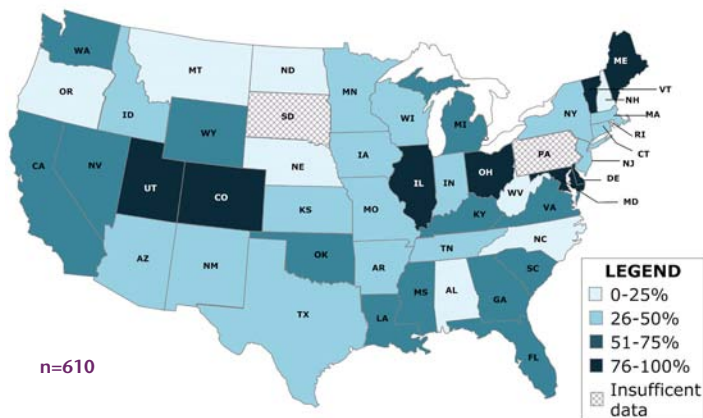 WA
MT
ND
MN
ME
VT
NH
MA
RI
CT
NJ
DE
MD
OR
ID
WY
SD
WI
MI
NY
PA
CA
NV
UT
CO
NE
IA
IL
IN
OH
WV
VA
KS
MO
KY
NC
AZ
NM
OK
AR
TN
SC
TX
LA
MS
AL
GA
FL
n=610
LEGEND
0-25%
26-50%
51-75%
76-100%
Insufficent
data